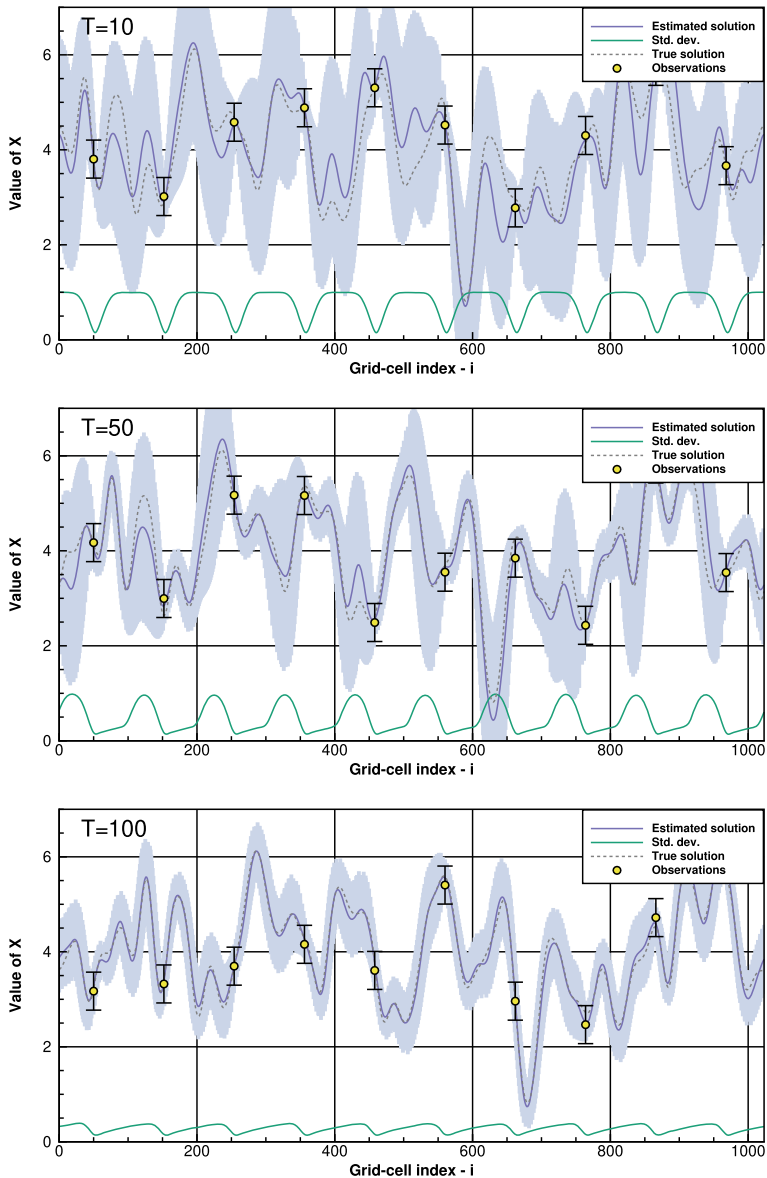 T=10
Estimated solution
Std. dev.
True solution
Observations
Value of X
6
4
2
0
0 200 400 600 800 1000
Grid-cell index - i
T=50
Estimated solution
Std. dev.
True solution
Observations
Value of X
6
4
2
0
0 200 400 600 800 1000
Grid-cell index - i
T=100
Estimated solution
Std. dev.
True solution
Observations
Value of X
6
4
2
0
0 200 400 600 800 1000
Grid-cell index - i